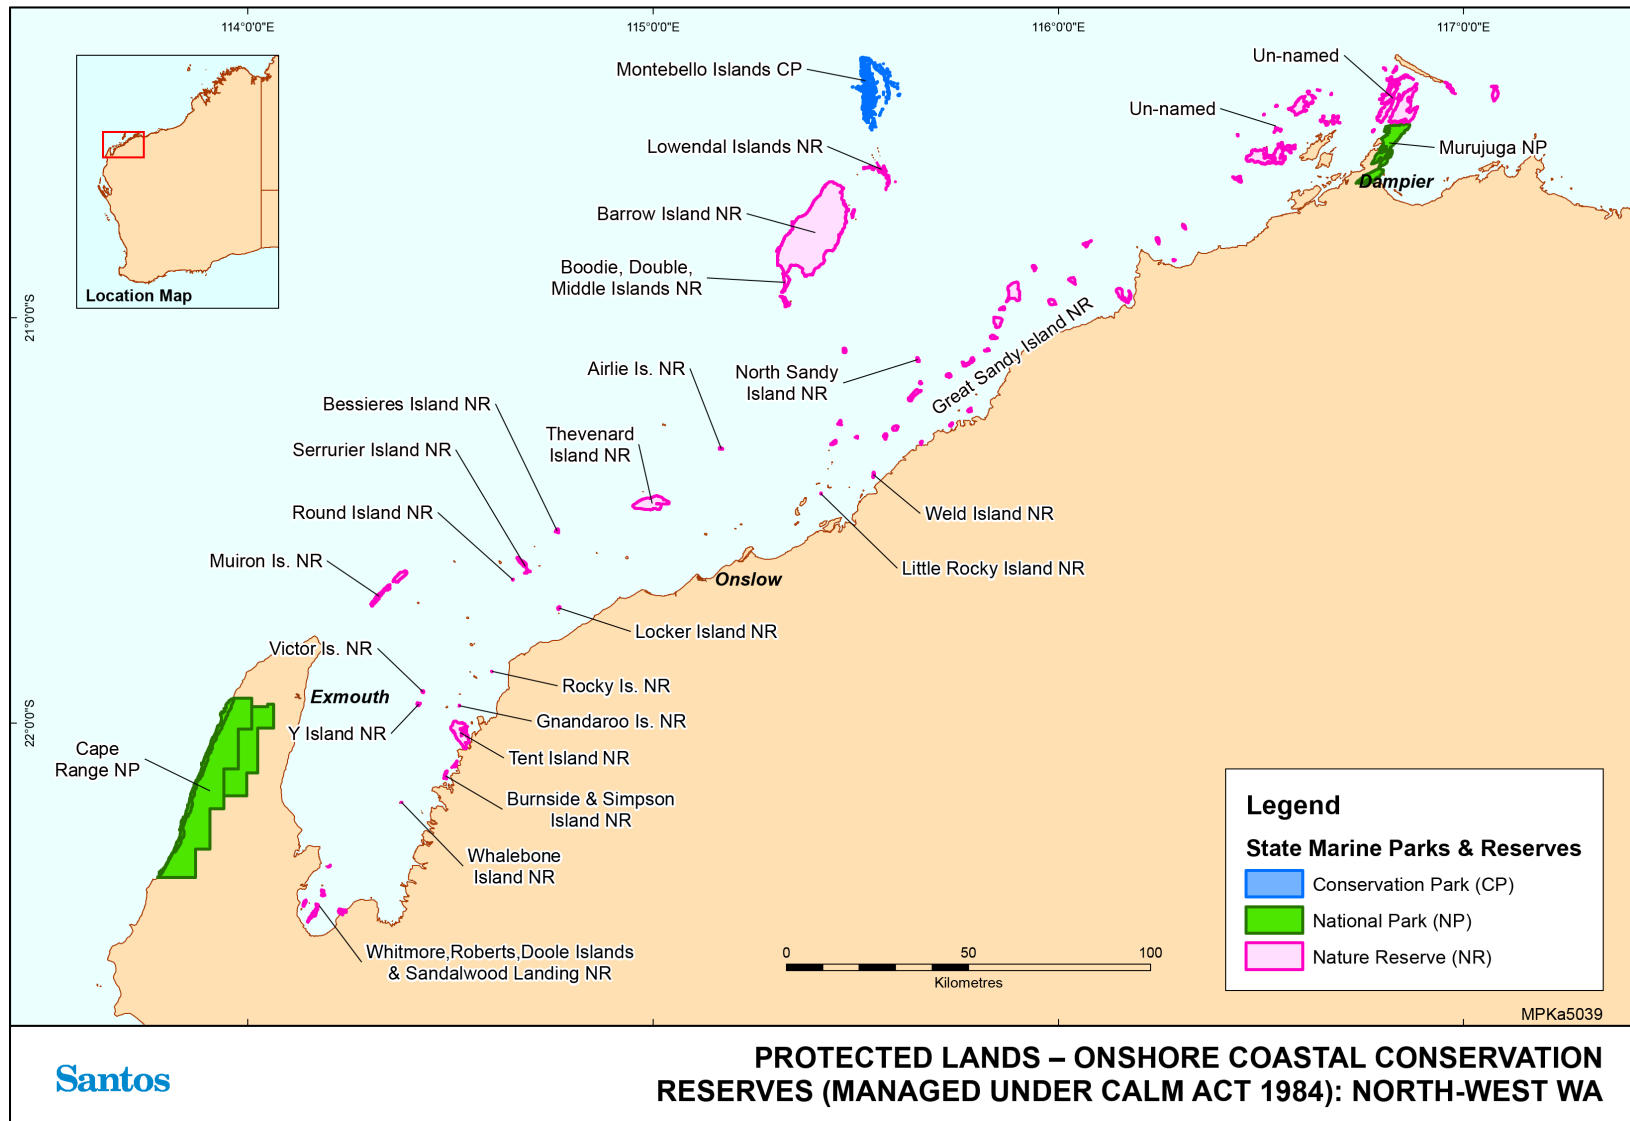 114°0'0"E
115°0'0"E
116°0'0"E
117°0'0"E
21°0'0"S
22°0'0"S
Location Map
Montebello Islands CP
Lowendal Islands NR
Barrow Island NR
Boodie, Double,
Middle Islands NR
Un-named
Un-named
Murujuga NP
Dampier
Great Sandy Island NR
North Sandy
Island NR
Airlie Is. NR
Bessieres Island NR
Thevenard
Island NR
Serrurier Island NR
Round Island NR
Muiron Is. NR
Weld Island NR
Little Rocky Island NR
Onslow
Locker Island NR
Victor Is. NR
Rocky Is. NR
Exmouth
Gnandaroo Is. NR
Y Island NR
Tent Island NR
Cape
Range NP
Burnside & Simpson
Island NR
Whalebone
Island NR
Whitmore,Roberts,Doole Islands
& Sandalwood Landing NR
0 50 100
Kilometres
Legend
State Marine Parks & Reserves
Conservation Park (CP)
National Park (NP)
Nature Reserve (NR)
MPKa5039
Santos
PROTECTED LANDS – ONSHORE COASTAL CONSERVATION
RESERVES (MANAGED UNDER CALM ACT 1984): NORTH-WEST WA